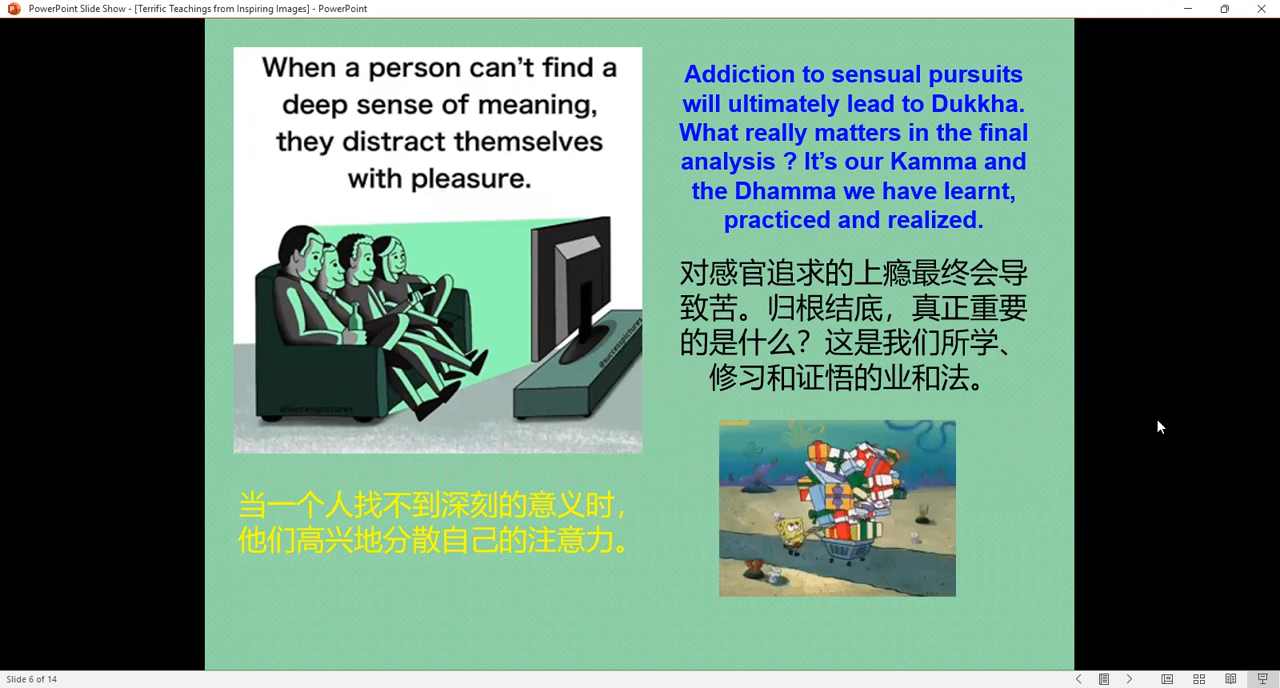 PowerPoint Slide Show - [Terrific Teachings from Inspiring Images] - PowerPoint
When a person can't find a
deep sense of meaning,
they distract themselves
with pleasure.
@successpictures
@successpictures
当一个人找不到深刻的意义时，
他们高兴地分散自己的注意力。
Addiction to sensual pursuits
will ultimately lead to Dukkha.
What really matters in the final
analysis ? It's our Kamma and
the Dhamma we have learnt,
practiced and realized.
对感官追求的上瘾最终会导
致苦。归根结底，真正重要
的是什么？这是我们所学、
修习和证悟的业和法。
Slide 6 of 14